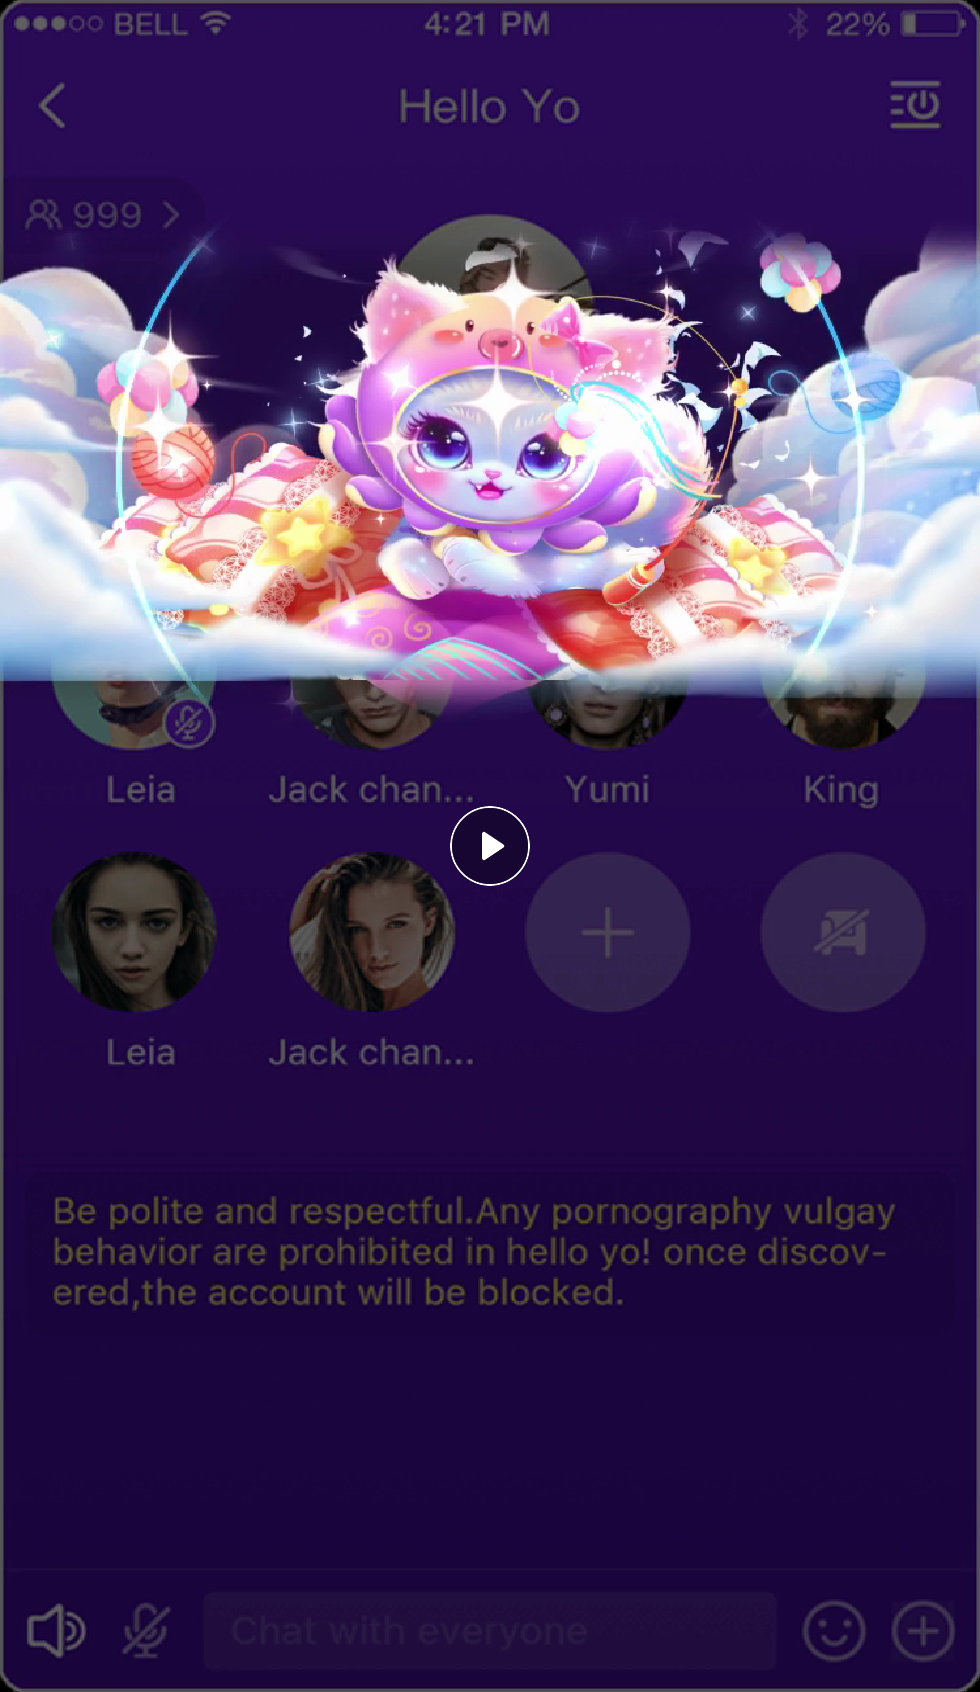 BELL 4:21 PM 22%
Hello Yo
999
Leia Jack chan... Yumi King
Leia Jack chan...
Be polite and respectful.Any pornography vulgay
behavior are prohibited in hello yo! once discov-
ered,the account will be blocked.
Chat with everyone